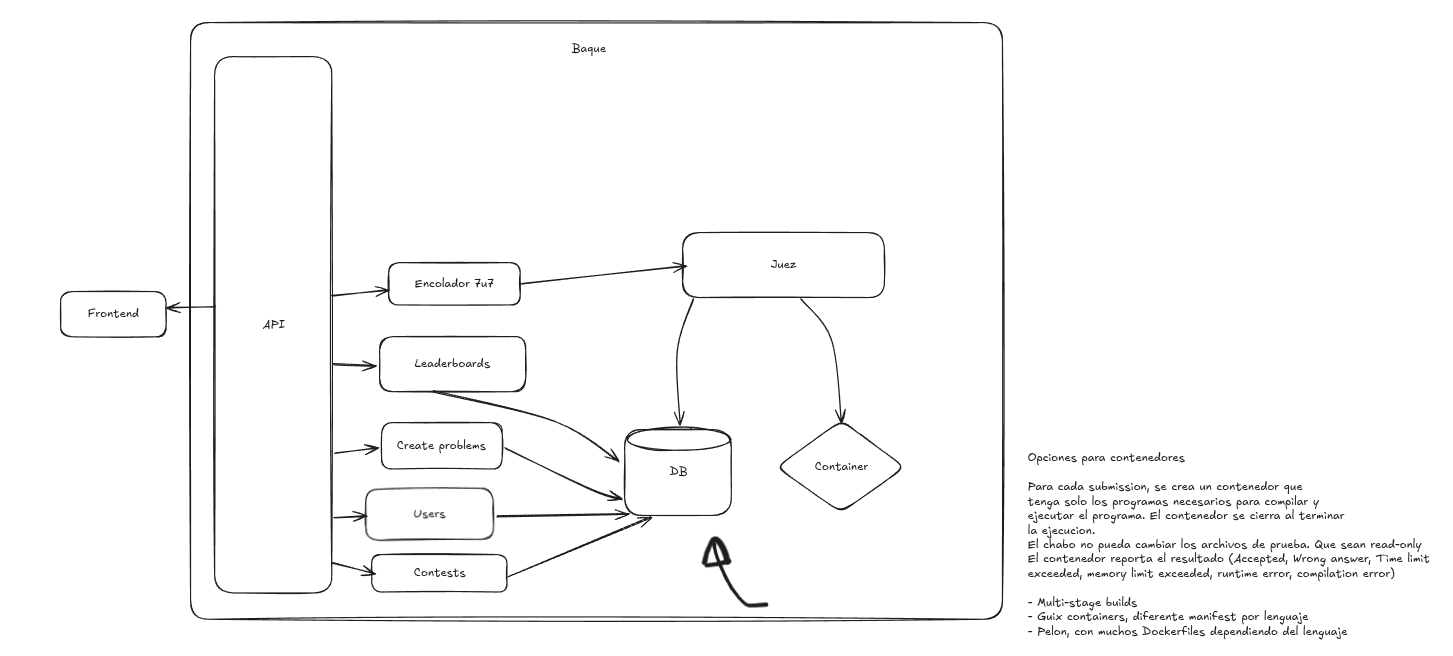 Baque
Encolador 7u7
Juez
Frontend
API
Leaderboards
Create problems
DB
Container
Users
Contests
Opciones para contenedores
Para cada submission, se crea un contenedor que
tenga solo los programas necesarios para compilar y
ejecutar el programa. El contenedor se cierra al terminar
la ejecucion.
El chabo no pueda cambiar los archivos de prueba. Que sean read-only
El contenedor reporta el resultado (Accepted, Wrong answer, Time limit
exceeded, memory limit exceeded, runtime error, compilation error)
- Multi-stage builds
- Guix containers, diferente manifest por lenguaje
- Pelon, con muchos Dockerfiles dependiendo del lenguaje